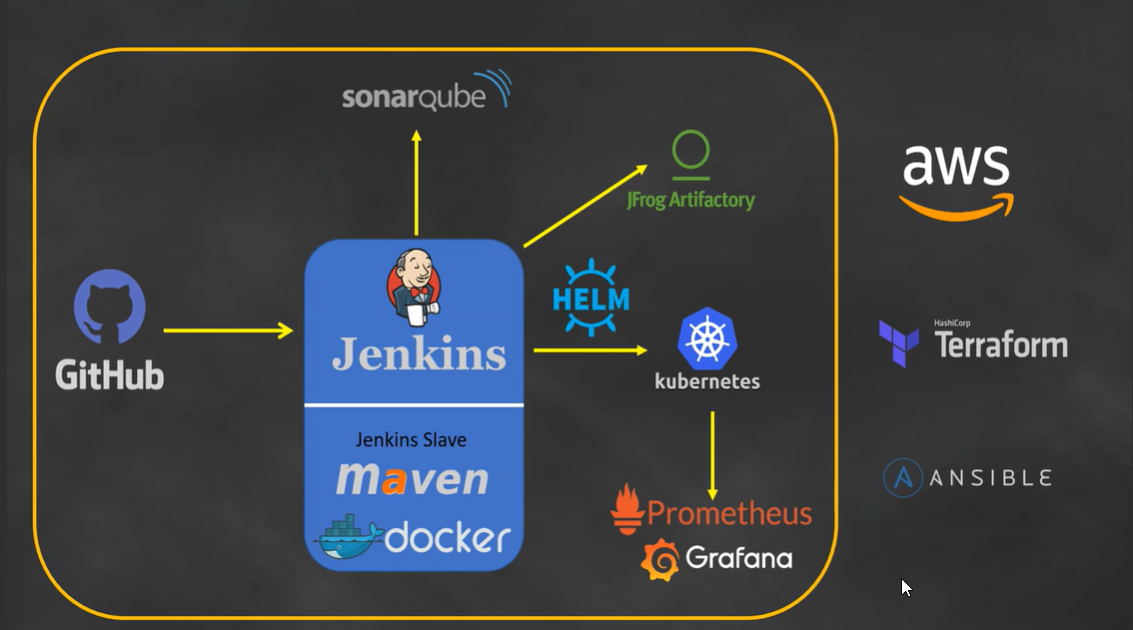 sonarqube
JFrog Artifactory
aws
HELM
GitHub
Jenkins
kubernetes
HashiCorp
Terraform
Jenkins Slave
maven
docker
Prometheus
Grafana
ANSIBLE